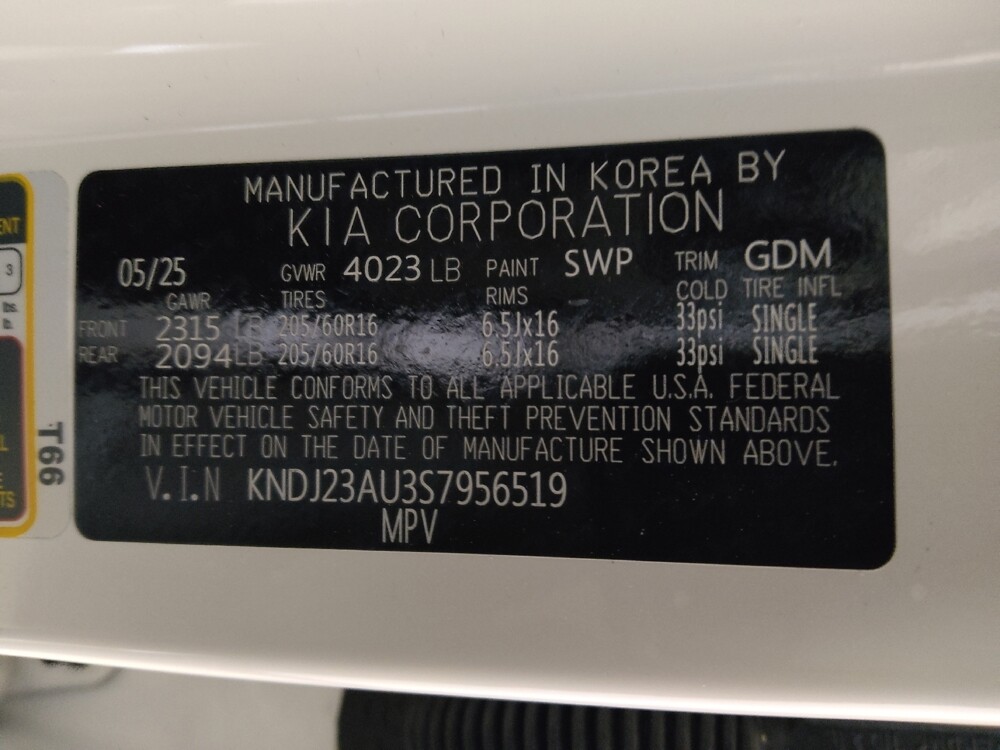 MANUFACTURED IN KOREA BY
KIA CORPORATION
05/25 GVWR 4023 LB PAINT SWP TRIM GDM
GAWR TIRES RIMS COLD TIRE INFL
FRONT 2315 LB 205/60R16 6.5Jx16 33psi SINGLE
REAR 2094 LB 205/60R16 6.5Jx16 33psi SINGLE
THIS VEHICLE CONFORMS TO ALL APPLICABLE U.S.A. FEDERAL
MOTOR VEHICLE SAFETY AND THEFT PREVENTION STANDARDS
IN EFFECT ON THE DATE OF MANUFACTURE SHOWN ABOVE.
V.I.N KNDJ23AU3S7956519
MPV
T66
3
lbs.